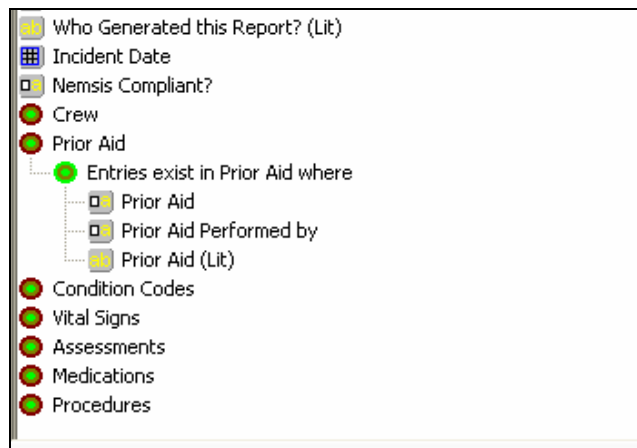 Who Generated this Report? (Lit)
Incident Date
Nemsis Compliant?
Crew
Prior Aid
Entries exist in Prior Aid where
Prior Aid
Prior Aid Performed by
Prior Aid (Lit)
Condition Codes
Vital Signs
Assessments
Medications
Procedures